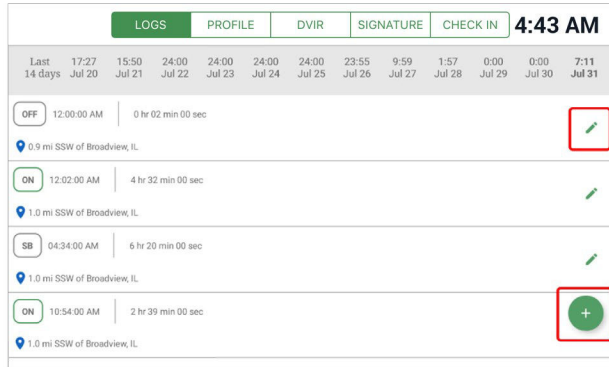 LOGS PROFILE DVIR SIGNATURE CHECK IN 4:43 AM
Last 17:27 15:50 24:00 24:00 24:00 24:00 23:55 9:59 1:57 0:00 0:00 7:11
14 days Jul 20 Jul 21 Jul 22 Jul 23 Jul 24 Jul 25 Jul 26 Jul 27 Jul 28 Jul 29 Jul 30 Jul 31
OFF 12:00:00 AM 0 hr 02 min 00 sec
0.9 mi SSW of Broadview, IL
ON 12:02:00 AM 4 hr 32 min 00 sec
1.0 mi SSW of Broadview, IL
SB 04:34:00 AM 6 hr 20 min 00 sec
1.0 mi SSW of Broadview, IL
ON 10:54:00 AM 2 hr 39 min 00 sec
+
1.0 mi SSW of Broadview, IL